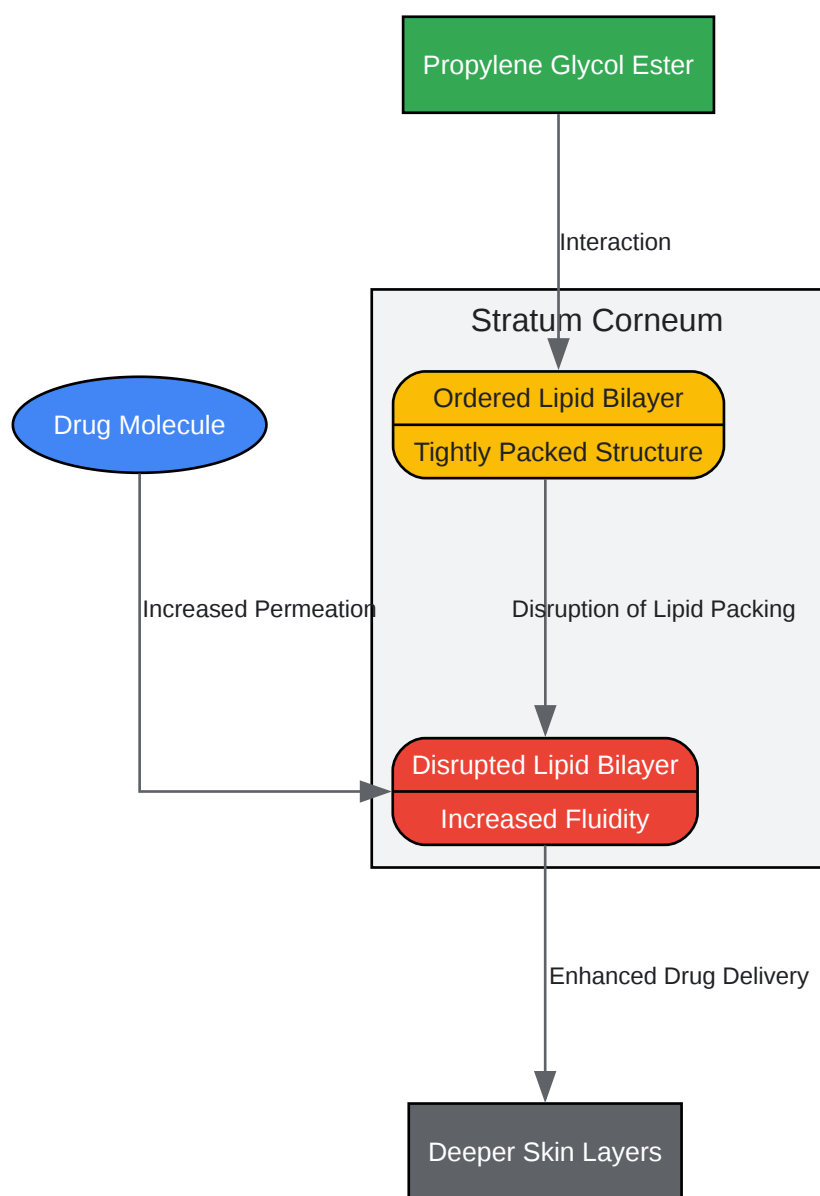 Propylene Glycol Ester
Interaction
Stratum Corneum
Ordered Lipid Bilayer
Drug Molecule
Tightly Packed Structure
Increased Permeation
Disruption of Lipid Packing
Disrupted Lipid Bilayer
Increased Fluidity
Enhanced Drug Delivery
Deeper Skin Layers